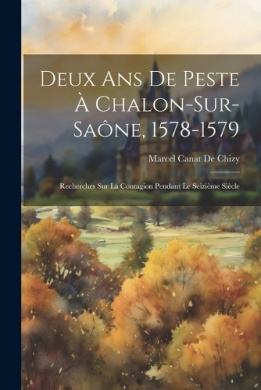 Deux Ans De Peste
À Chalon-Sur-
Saône, 1578-1579
Marcel Canat De Chizy
Recherches Sur La Contagion Pendant Le Seizième Siècle